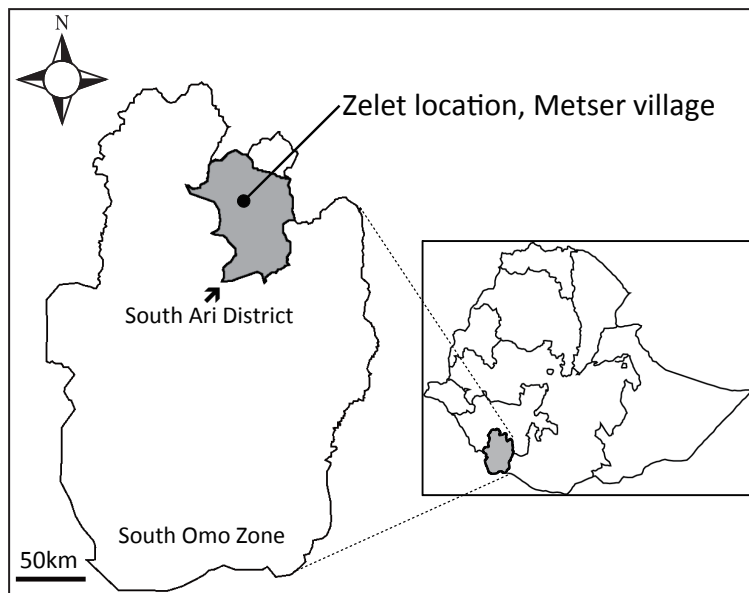 N
Zelet location, Metser village
South Ari District
South Omo Zone
50km